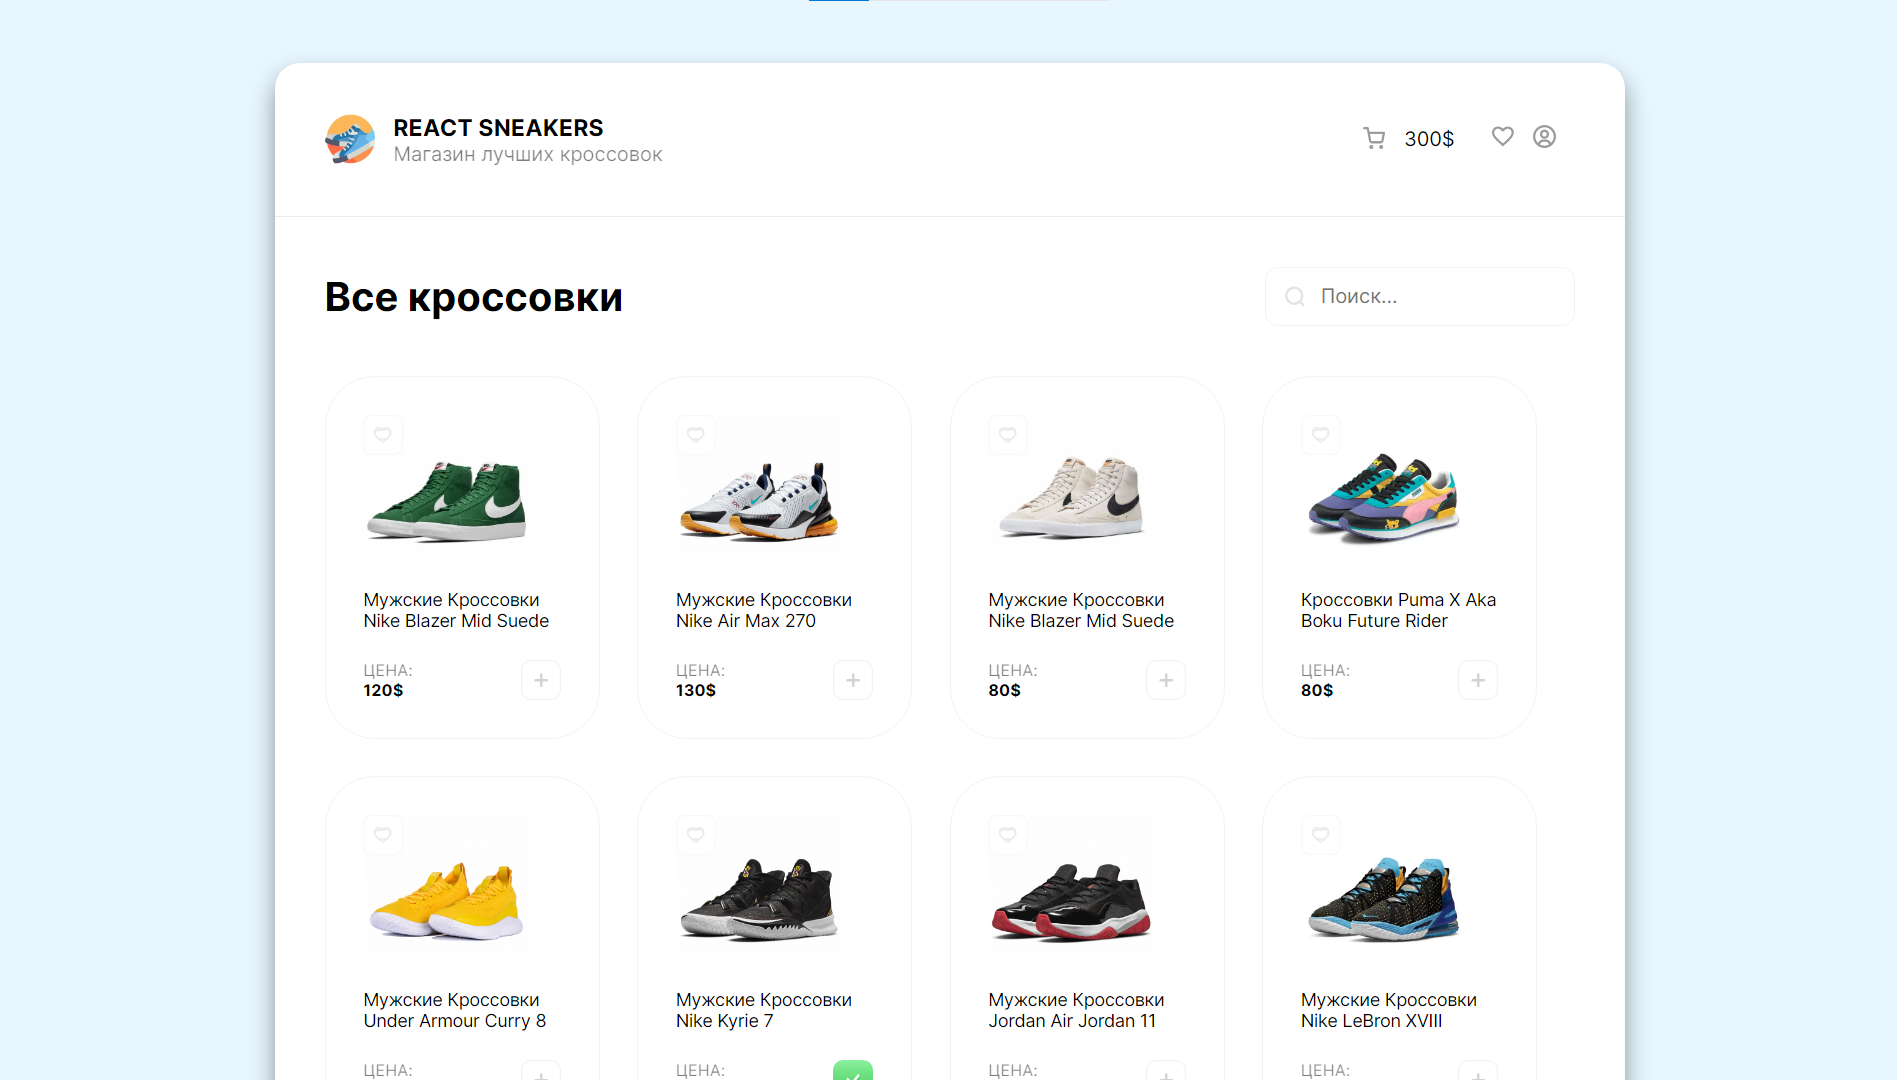 REACT SNEAKERS
Магазин лучших кроссовок
300$
Все кроссовки
Поиск...
Мужские Кроссовки
Nike Blazer Mid Suede
ЦЕНА:
120$
Мужские Кроссовки
Nike Air Max 270
ЦЕНА:
130$
Мужские Кроссовки
Nike Blazer Mid Suede
ЦЕНА:
80$
Кроссовки Puma X Aka
Boku Future Rider
ЦЕНА:
80$
Мужские Кроссовки
Under Armour Curry 8
ЦЕНА:
Мужские Кроссовки
Nike Kyrie 7
ЦЕНА:
Мужские Кроссовки
Jordan Air Jordan 11
ЦЕНА:
Мужские Кроссовки
Nike LeBron XVIII
ЦЕНА: